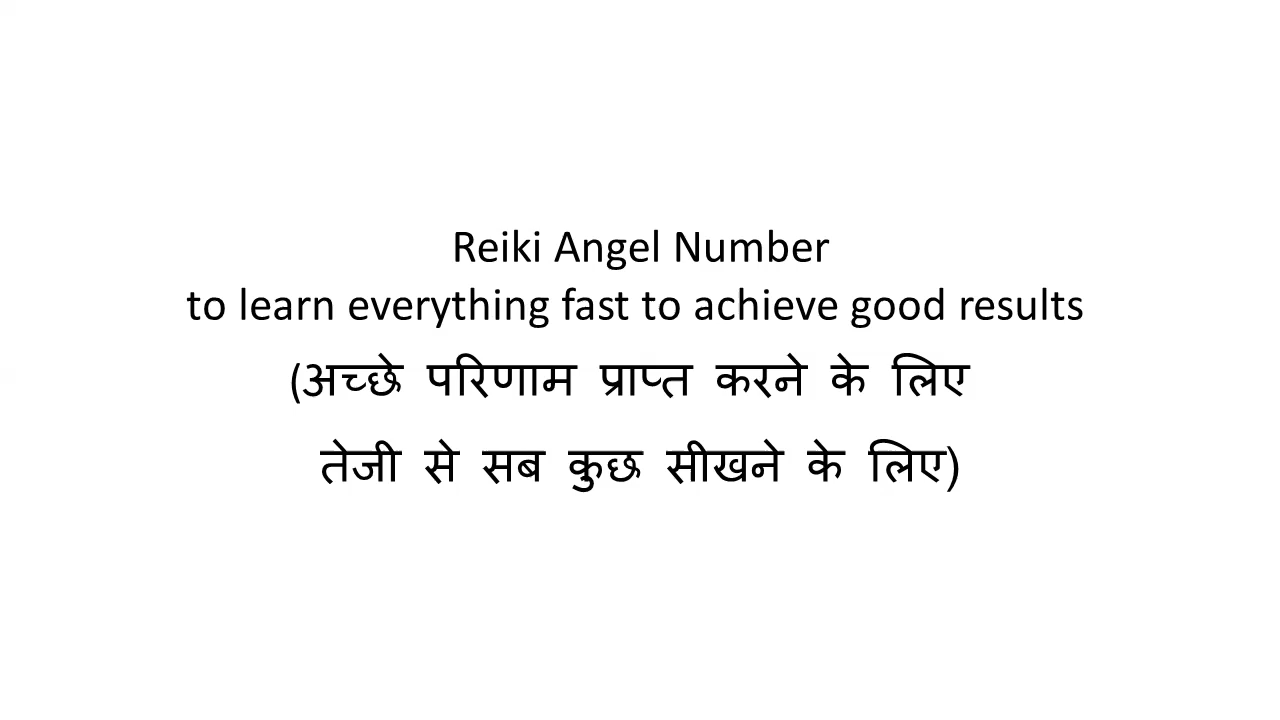 Reiki Angel Number
to learn everything fast to achieve good results
(अच्छे परिणाम प्राप्त करने के लिए
तेजी से सब कुछ सीखने के लिए)